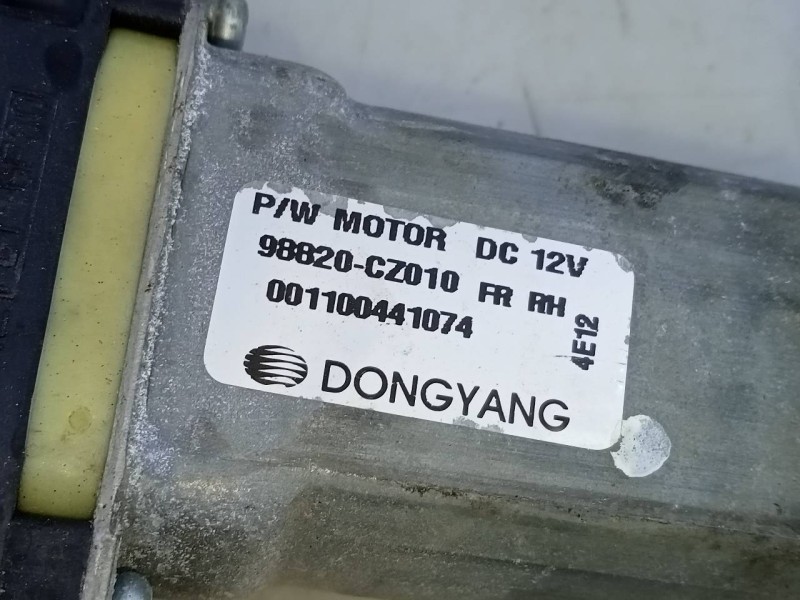 P/W MOTOR DC 12V
98820-CZ010 FR RH
001100441074
4E12
DONGYANG